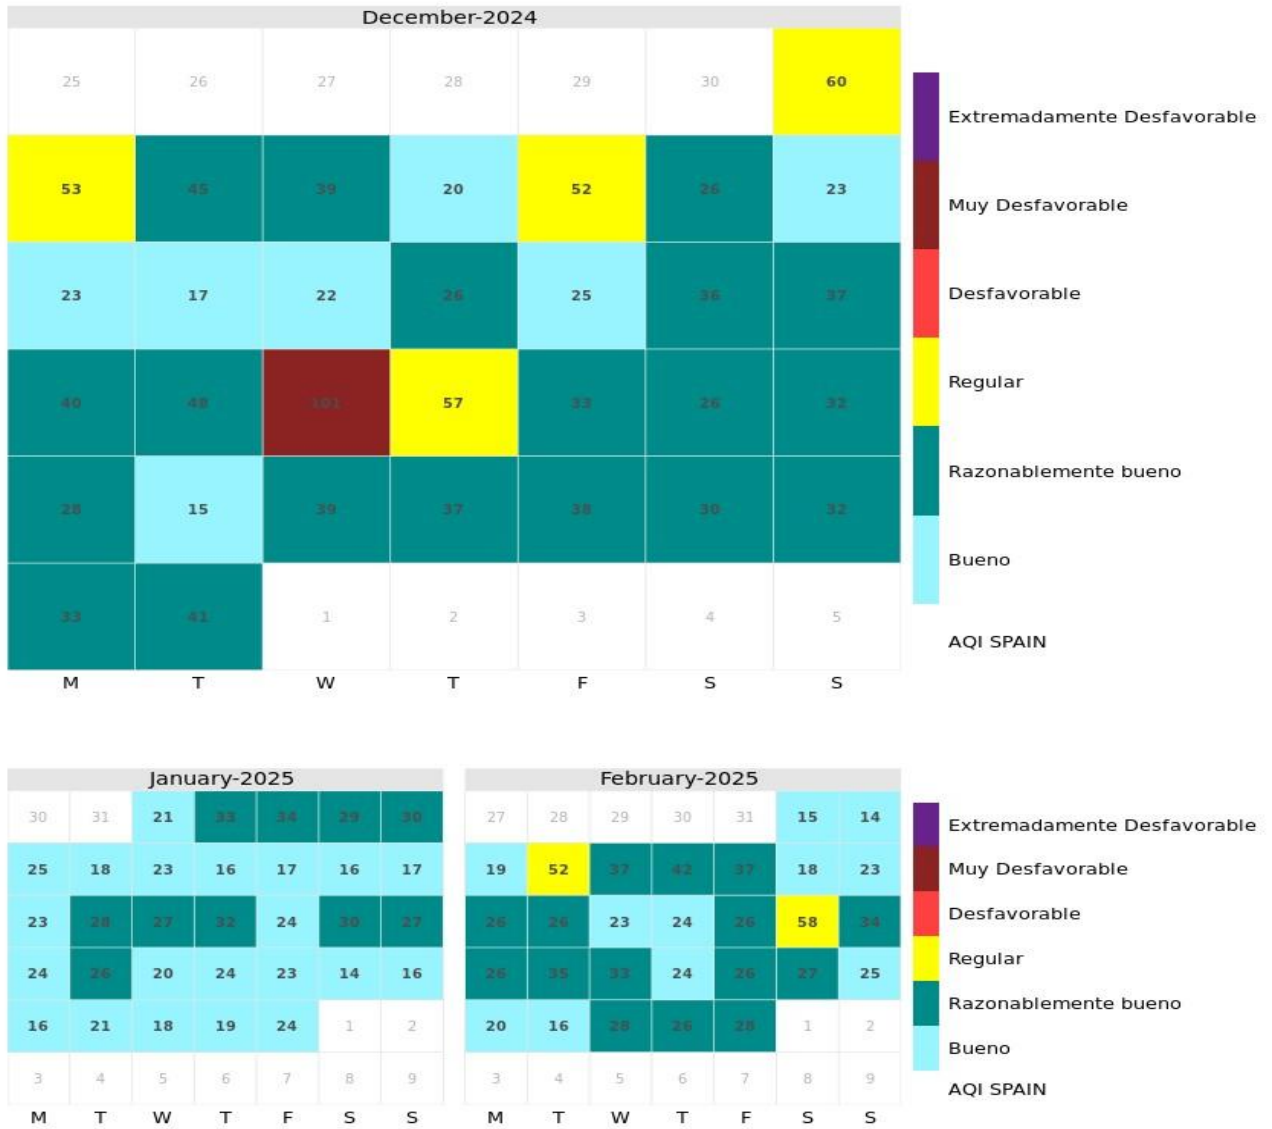 December-2024
25 26 27 28 29 30 60
53 45 39 20 52 26 23
23 17 22 26 25 36 37
40 48 101 57 33 26 32
28 15 39 37 38 30 32
33 41 1 2 3 4 5
M T W T F S S
Extremadamente Desfavorable
Muy Desfavorable
Desfavorable
Regular
Razonablemente bueno
Bueno
AQI SPAIN
January-2025
30 31 21 33 34 29 30
25 18 23 16 17 16 17
23 28 27 32 24 30 27
24 26 20 24 23 14 16
16 21 18 19 24 1 2
3 4 5 6 7 8 9
M T W T F S S
February-2025
27 28 29 30 31 15 14
19 52 37 42 37 18 23
26 26 23 24 26 58 34
26 35 33 24 26 27 25
20 16 28 26 28 1 2
3 4 5 6 7 8 9
M T W T F S S
Extremadamente Desfavorable
Muy Desfavorable
Desfavorable
Regular
Razonablemente bueno
Bueno
AQI SPAIN